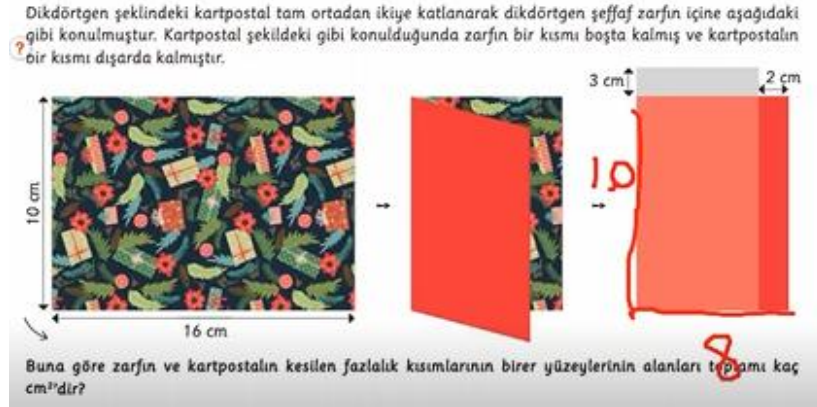 Dikdörtgen şeklindeki kartpostal tam ortadan ikiye katlanarak dikdörtgen şeffaf zarfın içine aşağıdaki
? gibi konulmuştur. Kartpostal şekildeki gibi konulduğunda zarfın bir kısmı boşta kalmış ve kartpostalın
bir kısmı dışarda kalmıştır.
3 cm
2 cm
10 cm
10
16 cm
8
Buna göre zarfın ve kartpostalın kesilen fazlalık kısımlarının birer yüzeylerinin alanları toplamı kaç
cm²'dir?